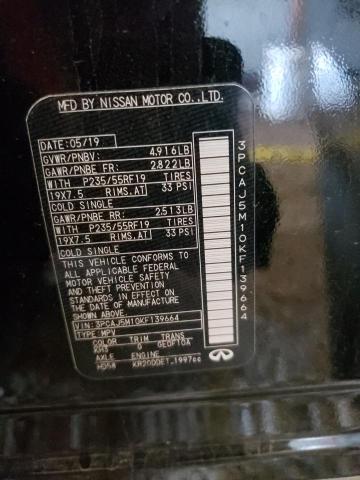 MFD BY NISSAN MOTOR CO.,LTD.
DATE:05/19
GVWR/PNBV: 4916LB
GAWR/PNBE FR: 2822LB
WITH P235/55RF19 TIRES
19X7.5 RIMS,AT 33 PSI
COLD SINGLE
GAWR/PNBE RR: 2513LB
WITH P235/55RF19 TIRES
19X7.5 RIMS,AT 33 PSI
COLD SINGLE
THIS VEHICLE CONFORMS TO
ALL APPLICABLE FEDERAL
MOTOR VEHICLE SAFETY
AND THEFT PREVENTION
STANDARDS IN EFFECT ON
THE DATE OF MANUFACTURE
SHOWN ABOVE.
VIN:3PCAJ5M10KF139664
TYPE:MPV
COLOR TRIM TRANS
KH3 G
AXLE ENGINE
KR20DDET,1997cc
3PCAJ5M10KF139664